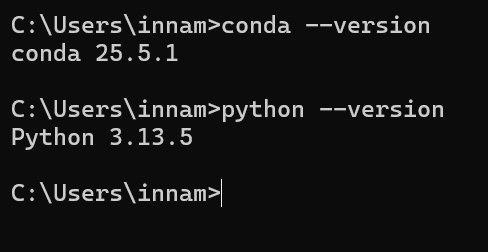 C:\Users\innam>conda --version
conda 25.5.1
C:\Users\innam>python --version
Python 3.13.5
C:\Users\innam>